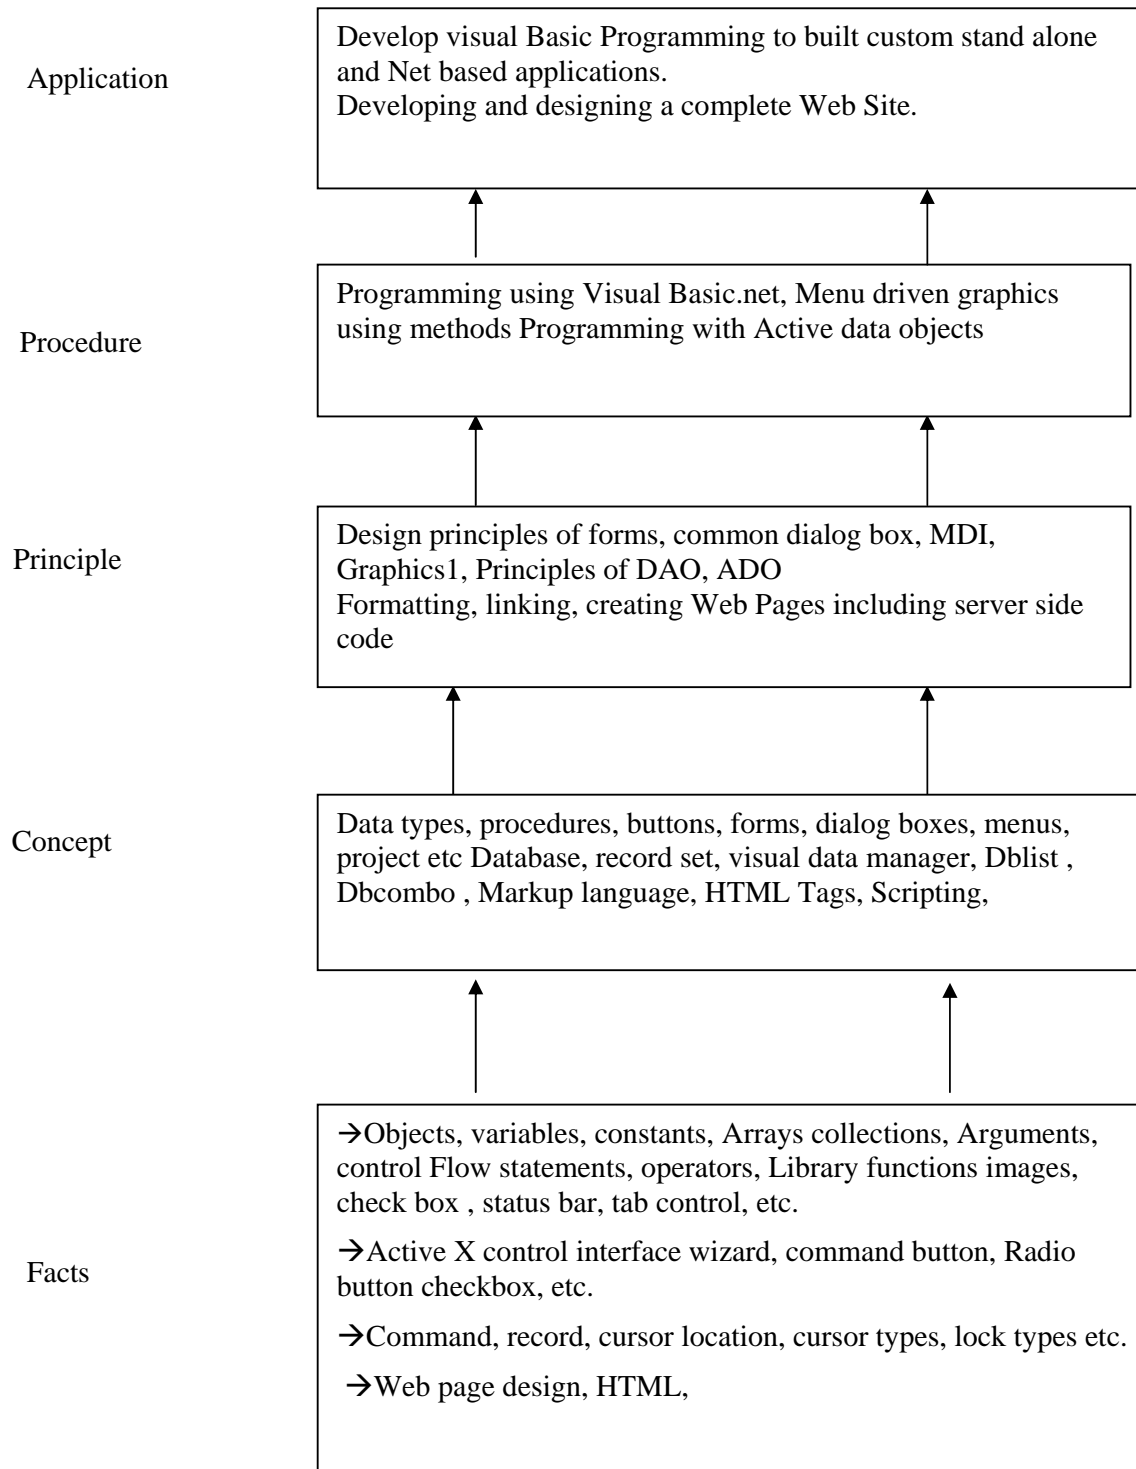 Application
Develop visual Basic Programming to built custom stand alone
and Net based applications.
Developing and designing a complete Web Site.
Procedure
Programming using Visual Basic.net, Menu driven graphics
using methods Programming with Active data objects
Principle
Design principles of forms, common dialog box, MDI,
Graphics1, Principles of DAO, ADO
Formatting, linking, creating Web Pages including server side
code
Concept
Data types, procedures, buttons, forms, dialog boxes, menus,
project etc Database, record set, visual data manager, Dblist ,
Dbcombo , Markup language, HTML Tags, Scripting,
Facts
→Objects, variables, constants, Arrays collections, Arguments,
control Flow statements, operators, Library functions images,
check box , status bar, tab control, etc.
→Active X control interface wizard, command button, Radio
button checkbox, etc.
→Command, record, cursor location, cursor types, lock types etc.
→Web page design, HTML,